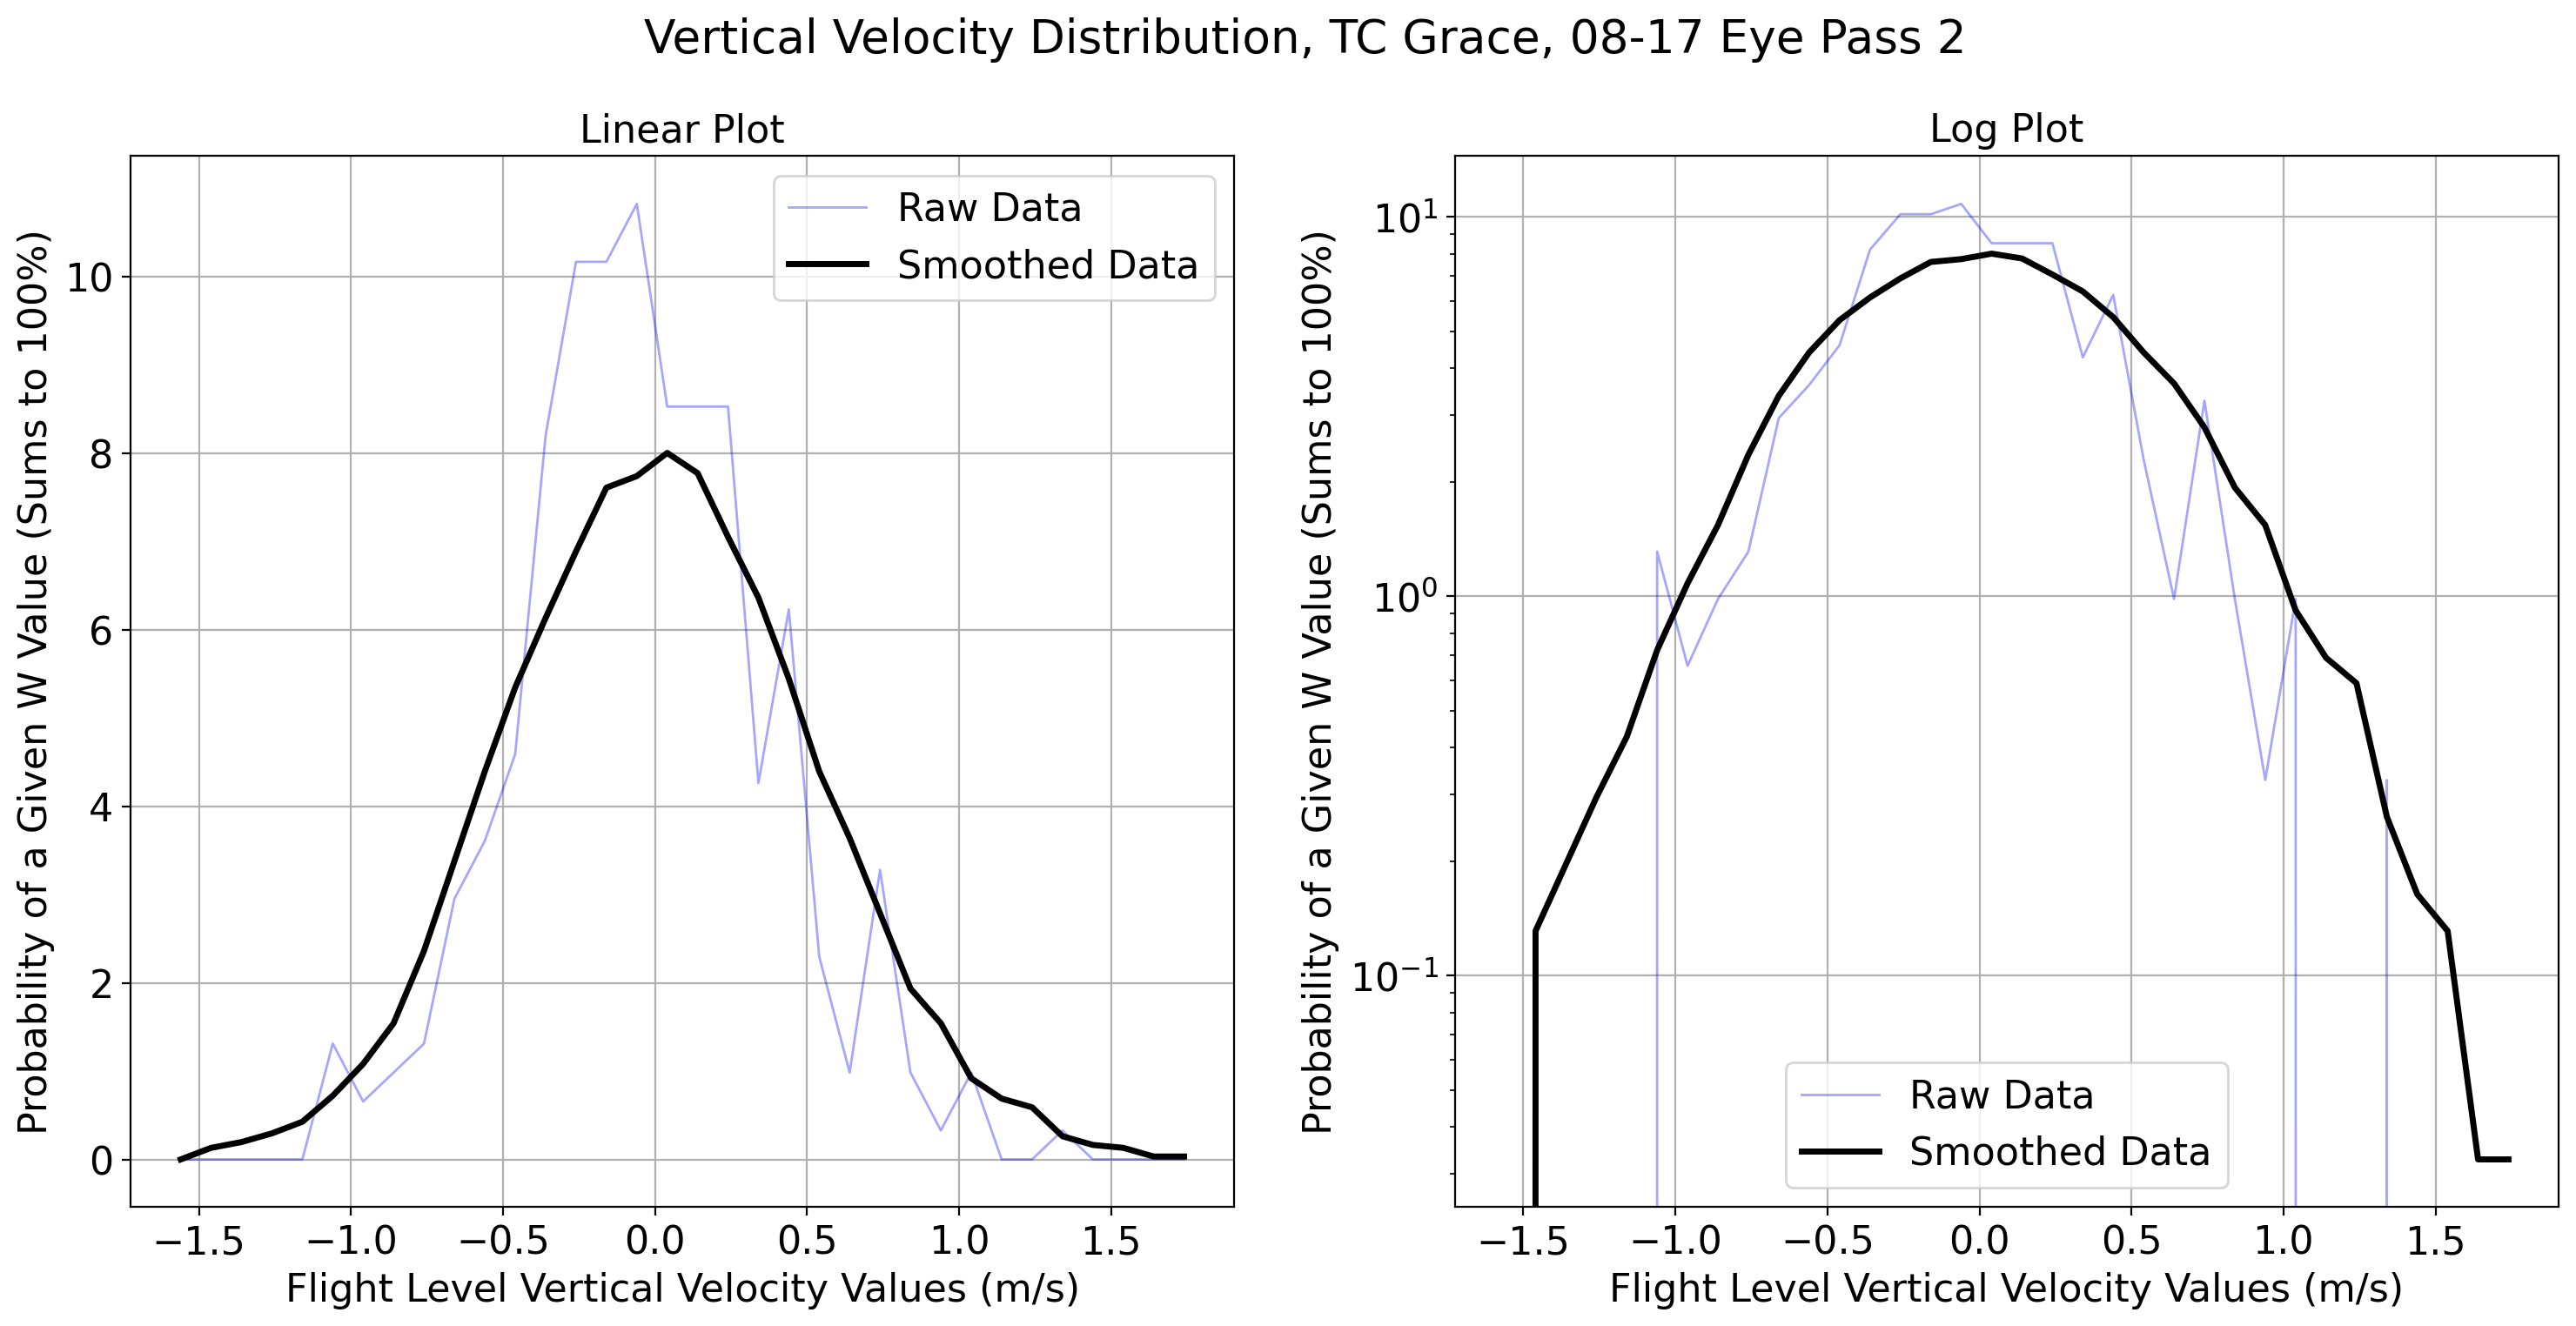 Vertical Velocity Distribution, TC Grace, 08-17 Eye Pass 2
Linear Plot
Raw Data
Smoothed Data
Probability of a Given W Value (Sums to 100%)
10
8
6
4
2
0
−1.5 −1.0 −0.5 0.0 0.5 1.0 1.5
Flight Level Vertical Velocity Values (m/s)
Log Plot
Probability of a Given W Value (Sums to 100%)
10¹
10⁰
10⁻¹
Raw Data
Smoothed Data
−1.5 −1.0 −0.5 0.0 0.5 1.0 1.5
Flight Level Vertical Velocity Values (m/s)